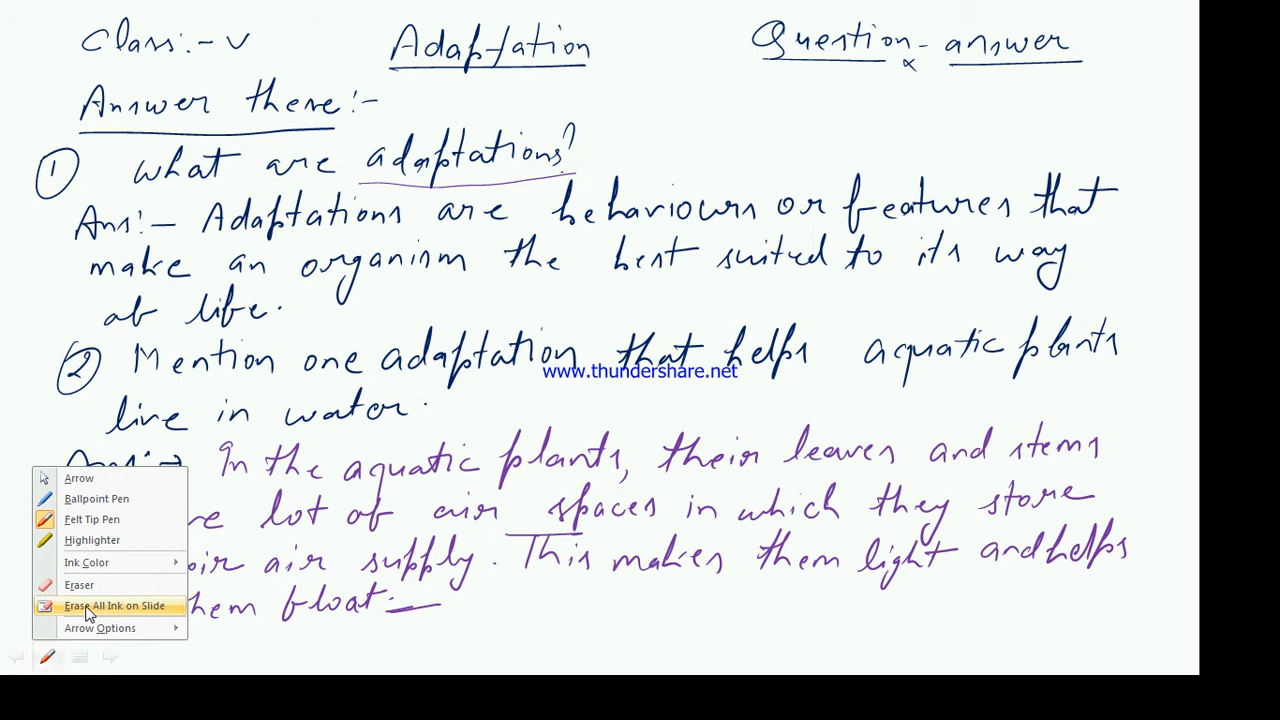 Class:- V Adaptation Question - answer
Answer there:-
1 What are adaptations?
Ans:- Adaptations are behaviours or features that
make an organism the best suited to its way
of life.
2 Mention one adaptation that helps aquatic plants
www.thundershare.net
live in water.
Ans:- In the aquatic plants, their leaves and stems
lot of air spaces in which they store
air supply. This makes them light and helps
them float.
Arrow
Ballpoint Pen
Felt Tip Pen
Highlighter
Ink Color
Eraser
Erase All Ink on Slide
Arrow Options